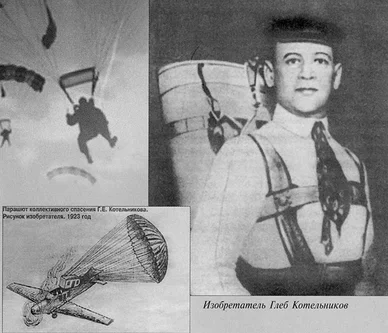 Парашют коллективного спасения Г.Е. Котельникова.
Рисунок изобретателя. 1923 год
Изобретатель Глеб Котельников